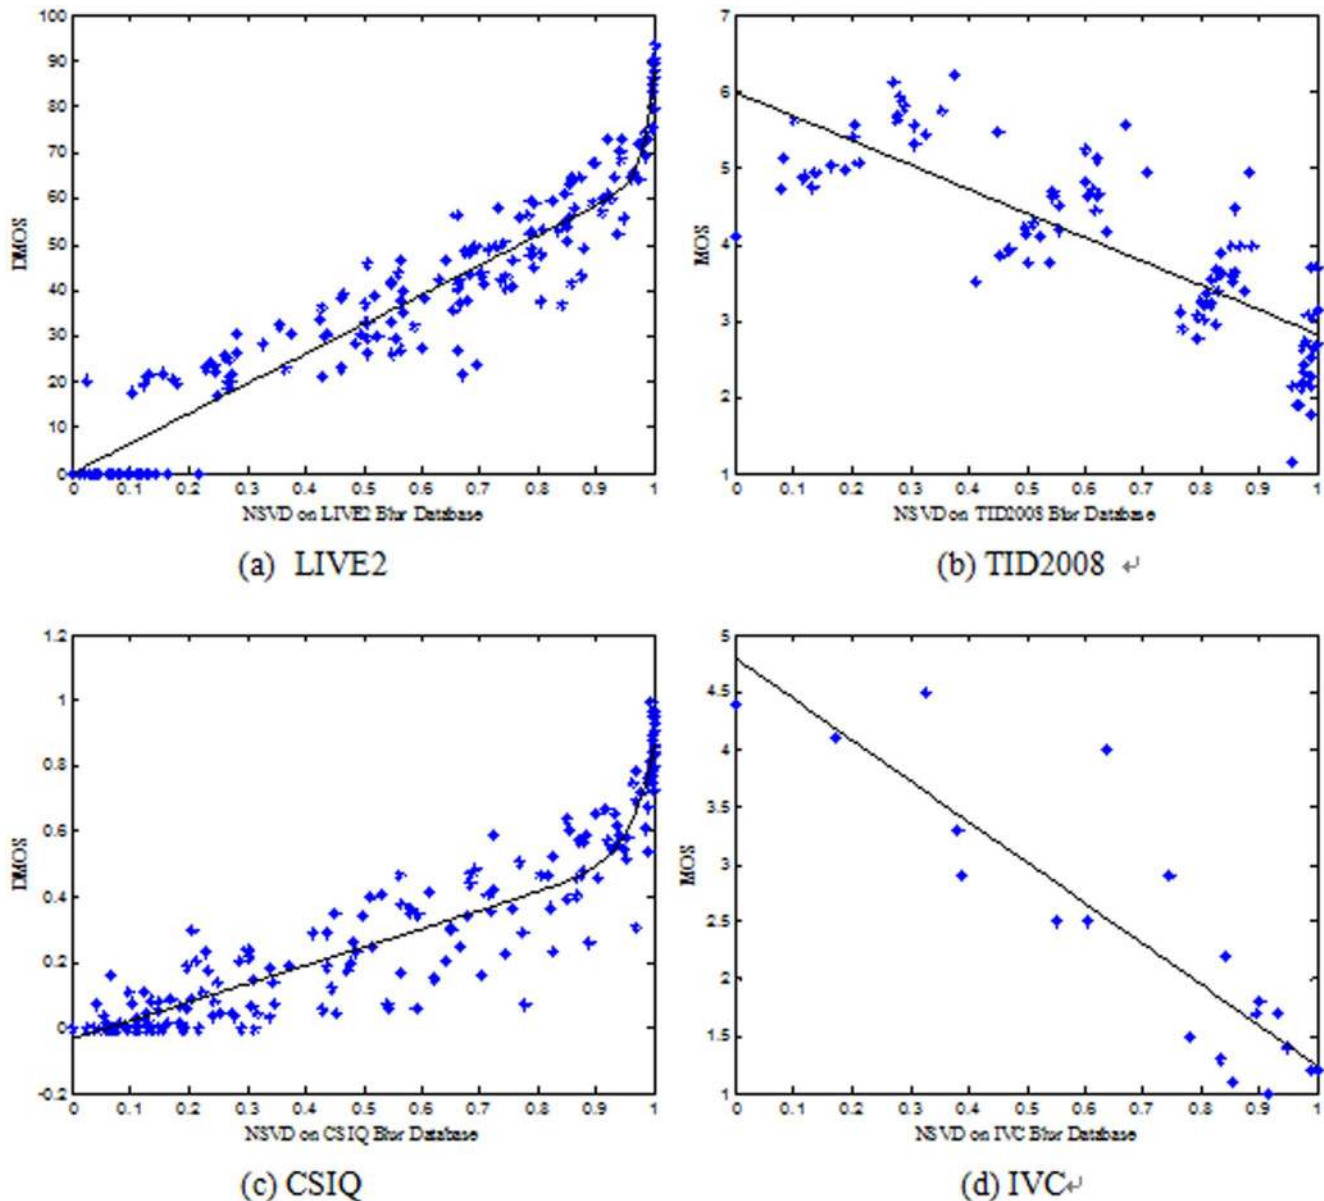 100
90
80
70
60
50
40
30
20
10
0
DMOS
0 0.1 0.2 0.3 0.4 0.5 0.6 0.7 0.8 0.9 1
NSVD on LIVE2 Blur Database
(a) LIVE2
7
6
5
4
3
2
1
MOS
0 0.1 0.2 0.3 0.4 0.5 0.6 0.7 0.8 0.9 1
NSVD on TID2008 Blur Database
(b) TID2008 ↵
1.2
1
0.8
0.6
0.4
0.2
0
-0.2
DMOS
0 0.1 0.2 0.3 0.4 0.5 0.6 0.7 0.8 0.9 1
NSVD on CSIQ Blur Database
(c) CSIQ
5
4.5
4
3.5
3
2.5
2
1.5
1
MOS
0 0.1 0.2 0.3 0.4 0.5 0.6 0.7 0.8 0.9 1
NSVD on IVC Blur Database
(d) IVC↵